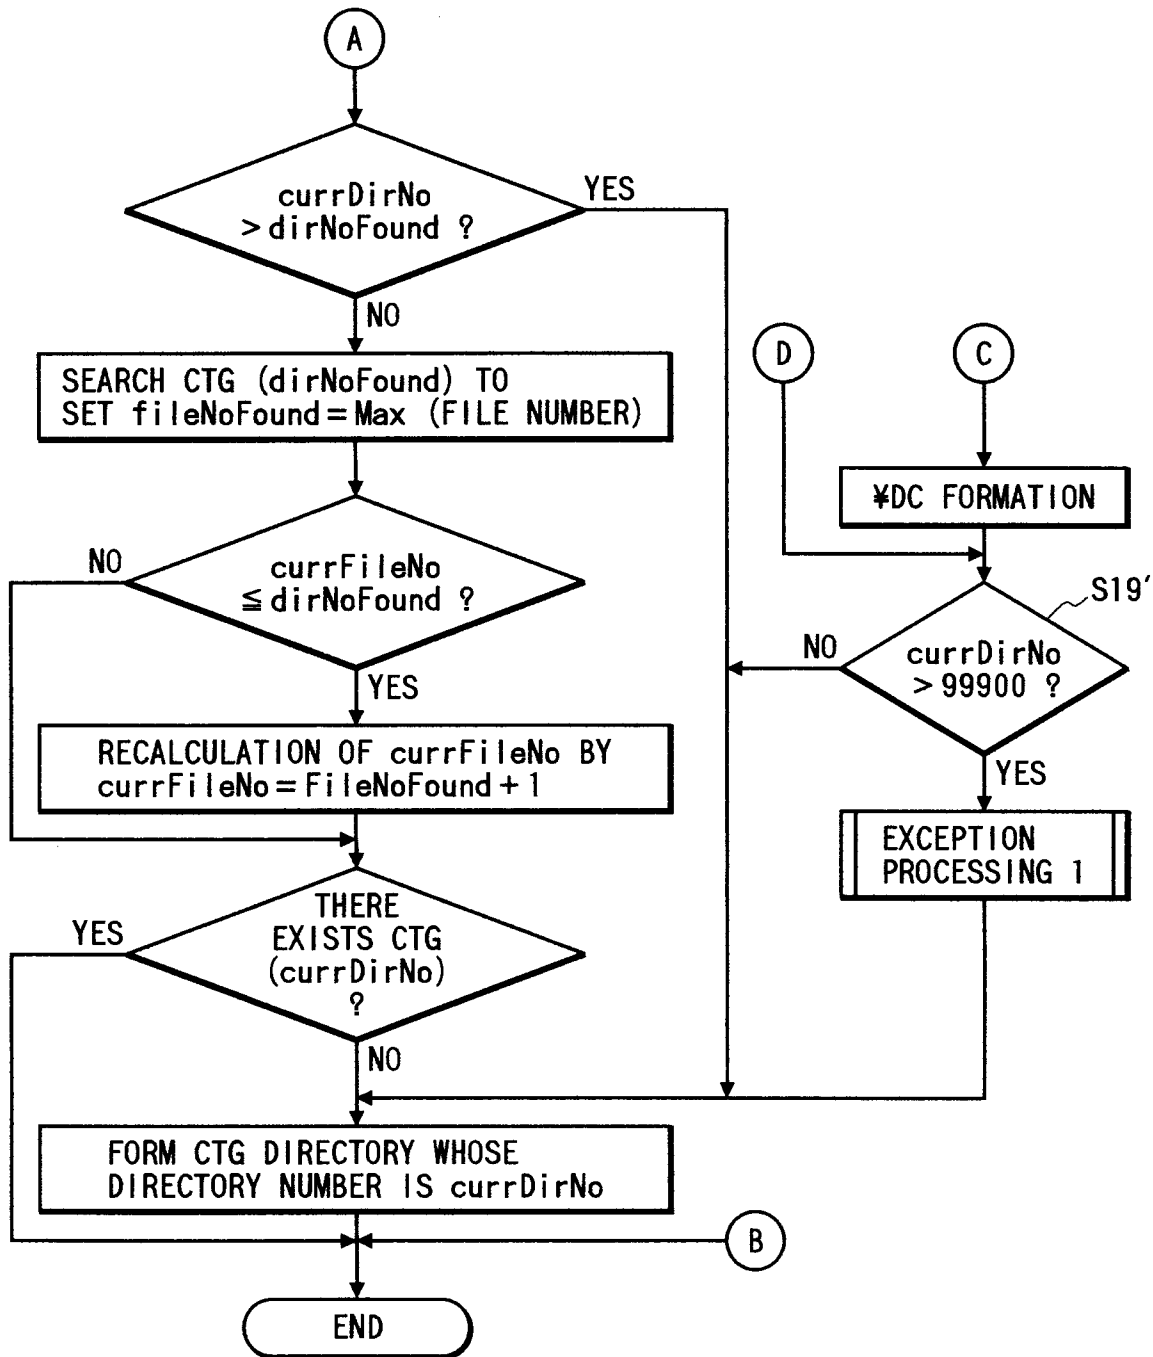 A
currDirNo
> dirNoFound ?
YES
NO
SEARCH CTG (dirNoFound) TO
SET fileNoFound=Max (FILE NUMBER)
D
C
¥DC FORMATION
NO
currFileNo
≦ dirNoFound ?
YES
S19'
NO
currDirNo
> 99900 ?
YES
RECALCULATION OF currFileNo BY
currFileNo=FileNoFound+1
EXCEPTION
PROCESSING 1
YES
THERE
EXISTS CTG
(currDirNo)
?
NO
FORM CTG DIRECTORY WHOSE
DIRECTORY NUMBER IS currDirNo
B
END